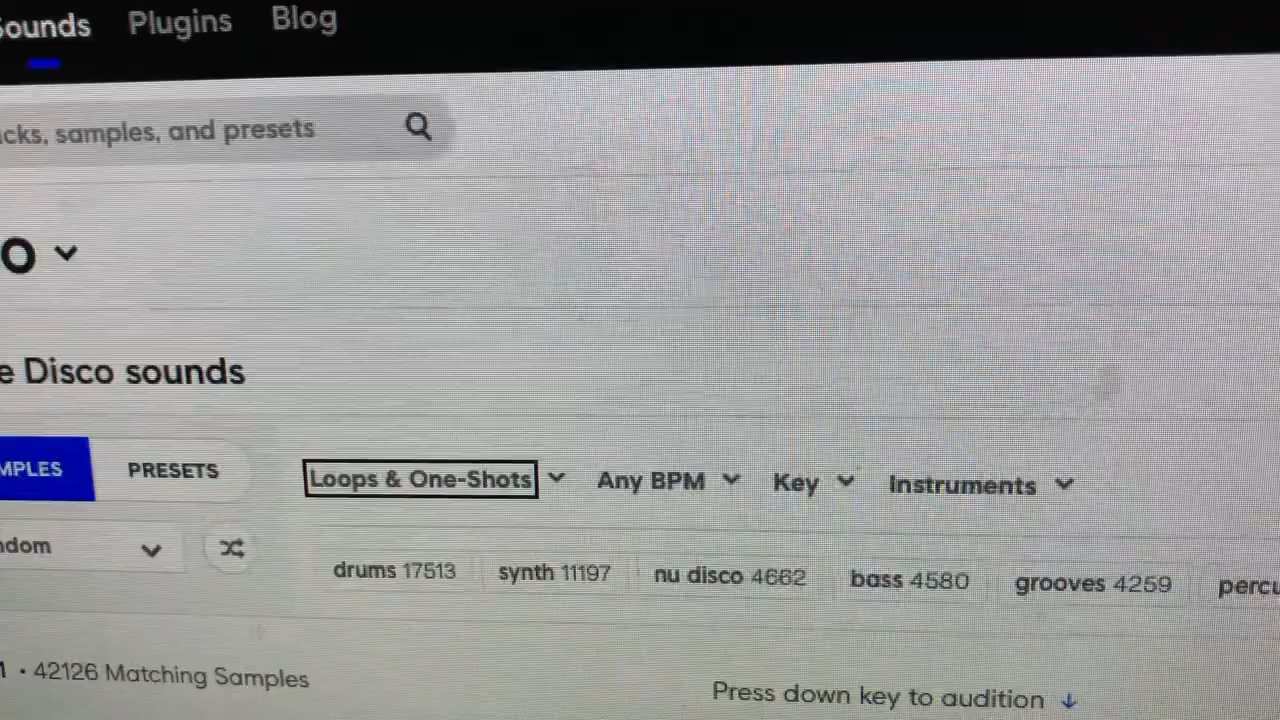 Sounds Plugins Blog
icks, samples, and presets
o
e Disco sounds
MPLES PRESETS Loops & One-Shots Any BPM Key Instruments
ndom
drums 17513 synth 11197 nu disco 4662 bass 4580 grooves 4259 percu
1 • 42126 Matching Samples
Press down key to audition ↓